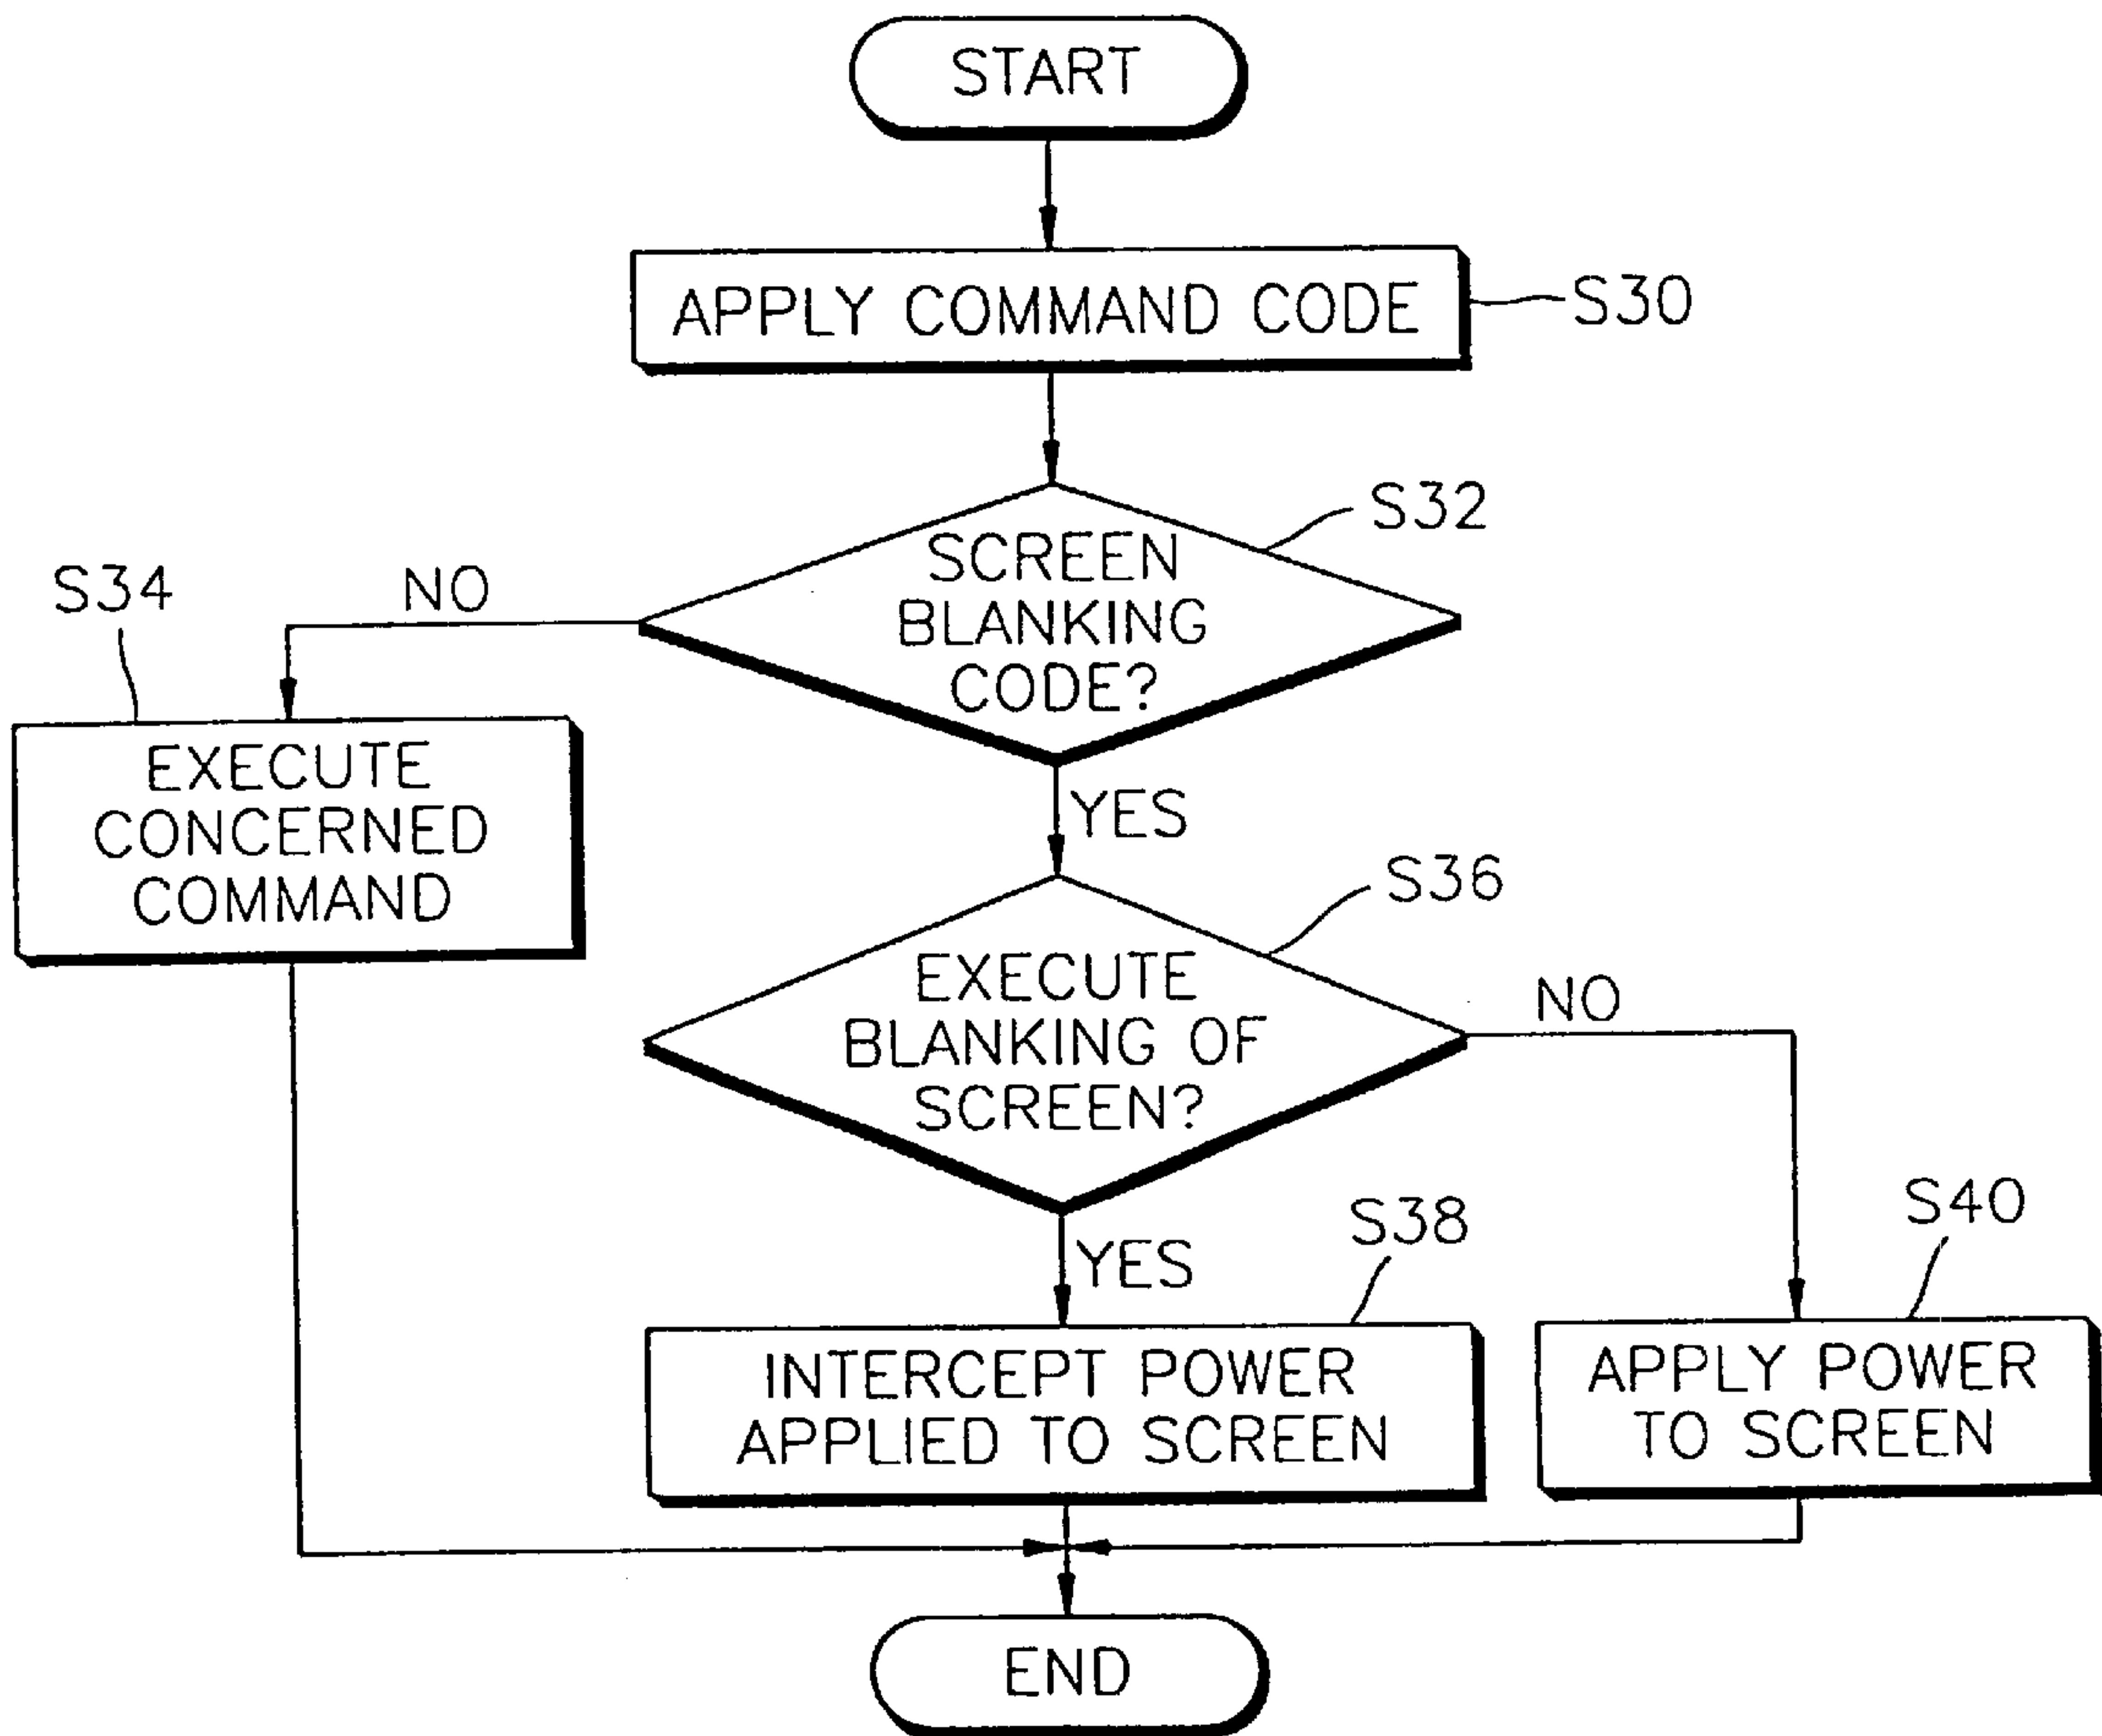 START
APPLY COMMAND CODE
S30
S32
SCREEN
BLANKING
CODE?
NO
S34
EXECUTE
CONCERNED
COMMAND
YES
S36
EXECUTE
BLANKING OF
SCREEN?
NO
YES
S38
INTERCEPT POWER
APPLIED TO SCREEN
S40
APPLY POWER
TO SCREEN
END